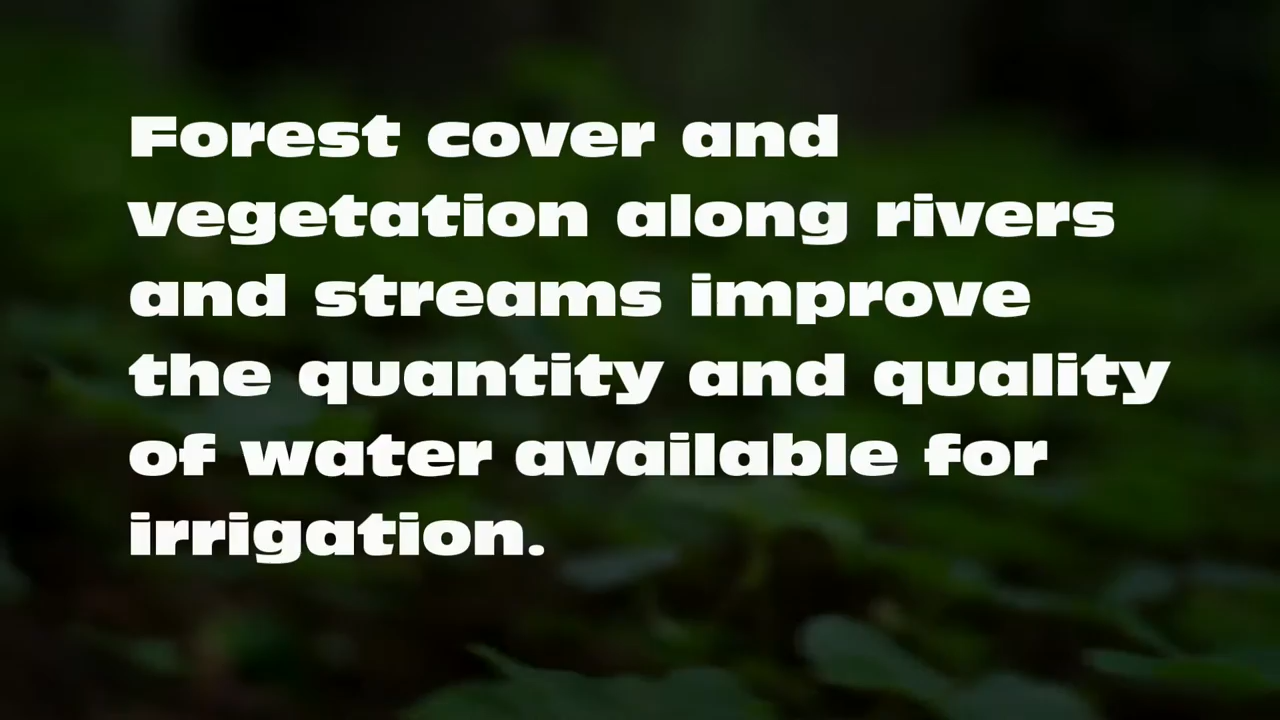 Forest cover and
vegetation along rivers
and streams improve
the quantity and quality
of water available for
irrigation.